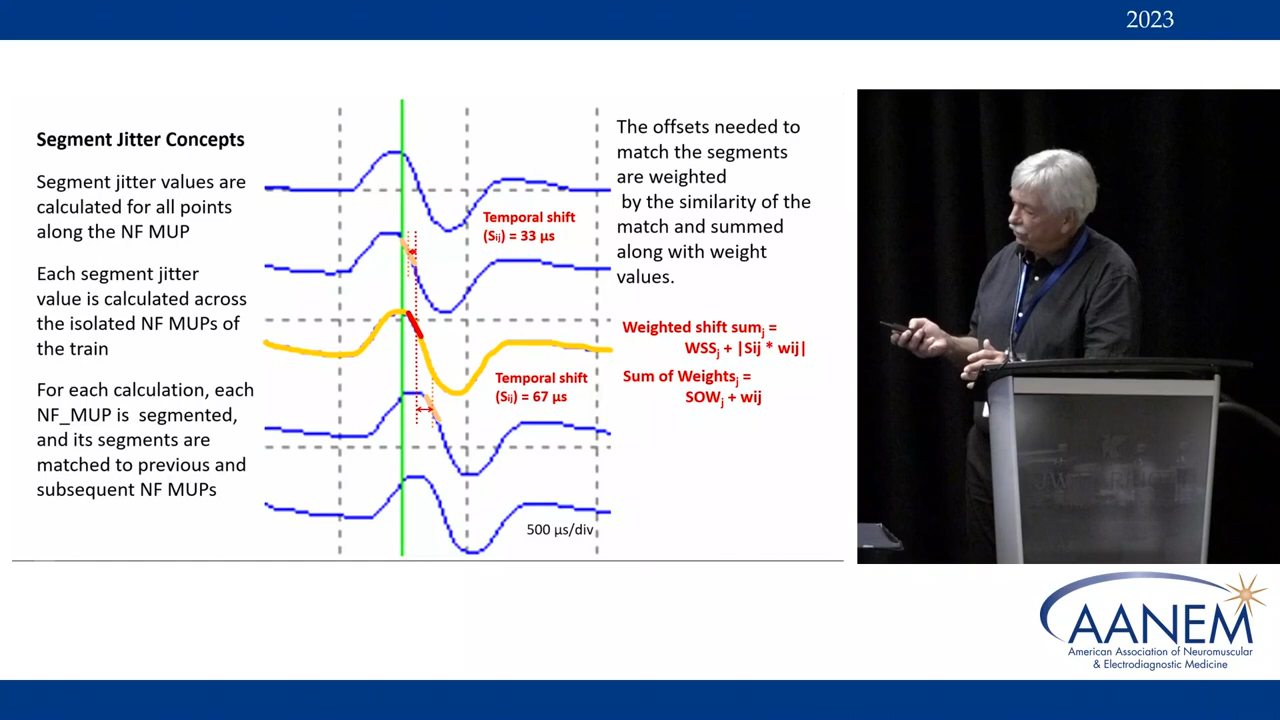 2023
Segment Jitter Concepts
Segment jitter values are
calculated for all points
along the NF MUP
Each segment jitter
value is calculated across
the isolated NF MUPs of
the train
For each calculation, each
NF_MUP is segmented,
and its segments are
matched to previous and
subsequent NF MUPs
Temporal shift
(Sij) = 33 µs
Temporal shift
(Sij) = 67 µs
500 µs/div
The offsets needed to
match the segments
are weighted
by the similarity of the
match and summed
along with weight
values.
Weighted shift sumj =
WSSj + |Sij * wij|
Sum of Weightsj =
SOWj + wij
AANEM
American Association of Neuromuscular
& Electrodiagnostic Medicine